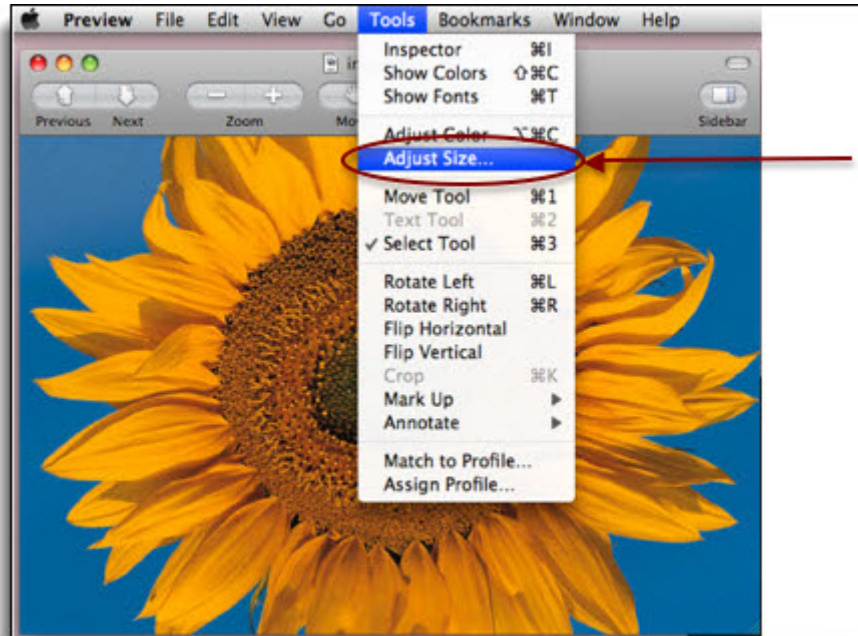 Preview File Edit View Go Tools Bookmarks Window Help
Previous Next Zoom Sidebar
Inspector ⌘I
Show Colors ⇧⌘C
Show Fonts ⌘T
Adjust Color ⌥⌘C
Adjust Size...
Move Tool ⌘1
Text Tool ⌘2
✓ Select Tool ⌘3
Rotate Left ⌘L
Rotate Right ⌘R
Flip Horizontal
Flip Vertical
Crop ⌘K
Mark Up ▶
Annotate ▶
Match to Profile...
Assign Profile...